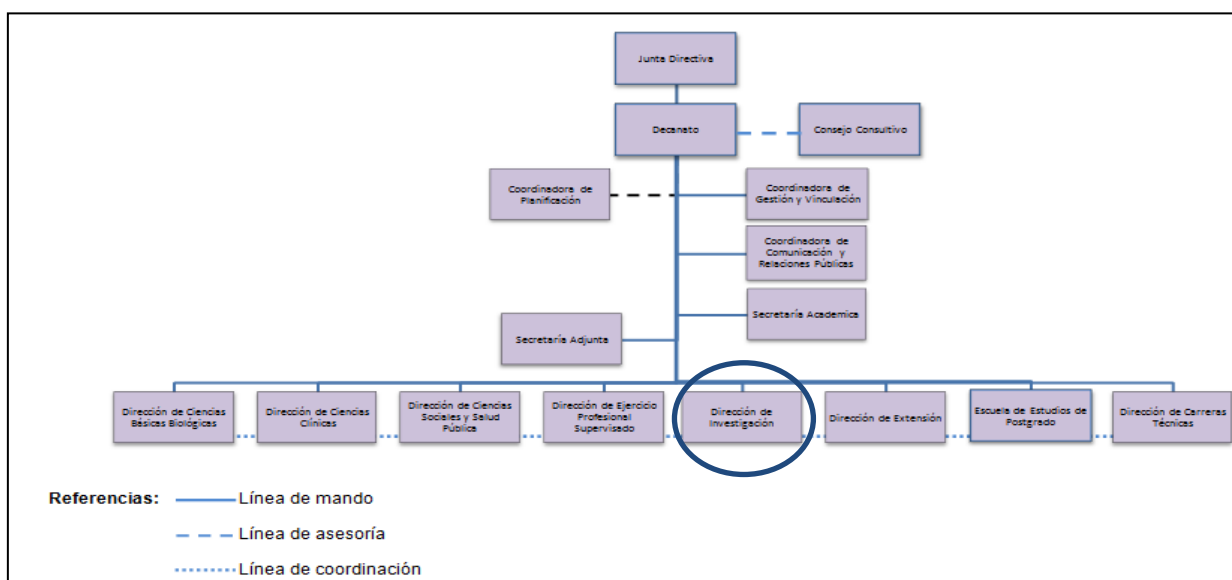 Junta Directiva
Decanato
Consejo Consultivo
Coordinadora de
Planificación
Coordinadora de
Gestión y Vinculación
Coordinadora de
Comunicación y
Relaciones Públicas
Secretaría Academica
Secretaría Adjunta
Dirección de Ciencias
Básicas Biológicas
Dirección de Ciencias
Clínicas
Dirección de Ciencias
Sociales y Salud
Pública
Dirección de Ejercicio
Profesional
Supervisado
Dirección de
Investigación
Dirección de Extensión
Escuela de Estudios de
Postgrado
Dirección de Carreras
Técnicas
Referencias:
Línea de mando
Línea de asesoría
Línea de coordinación